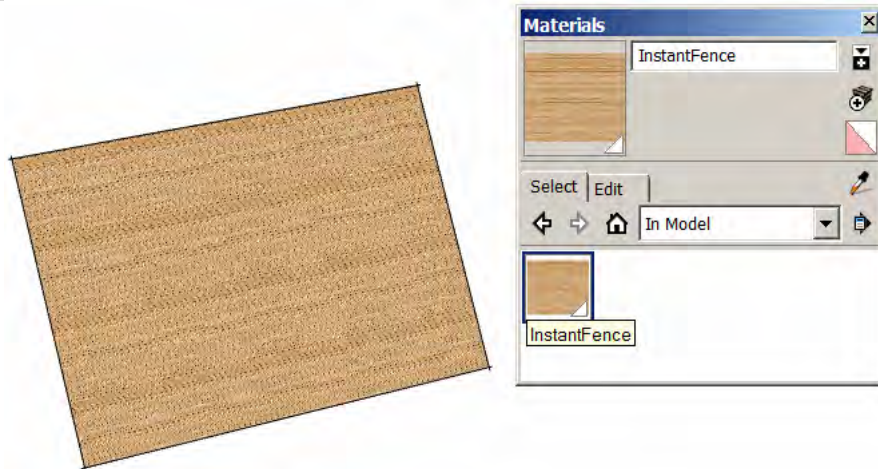 Materials
InstantFence
Select
Edit
In Model
InstantFence